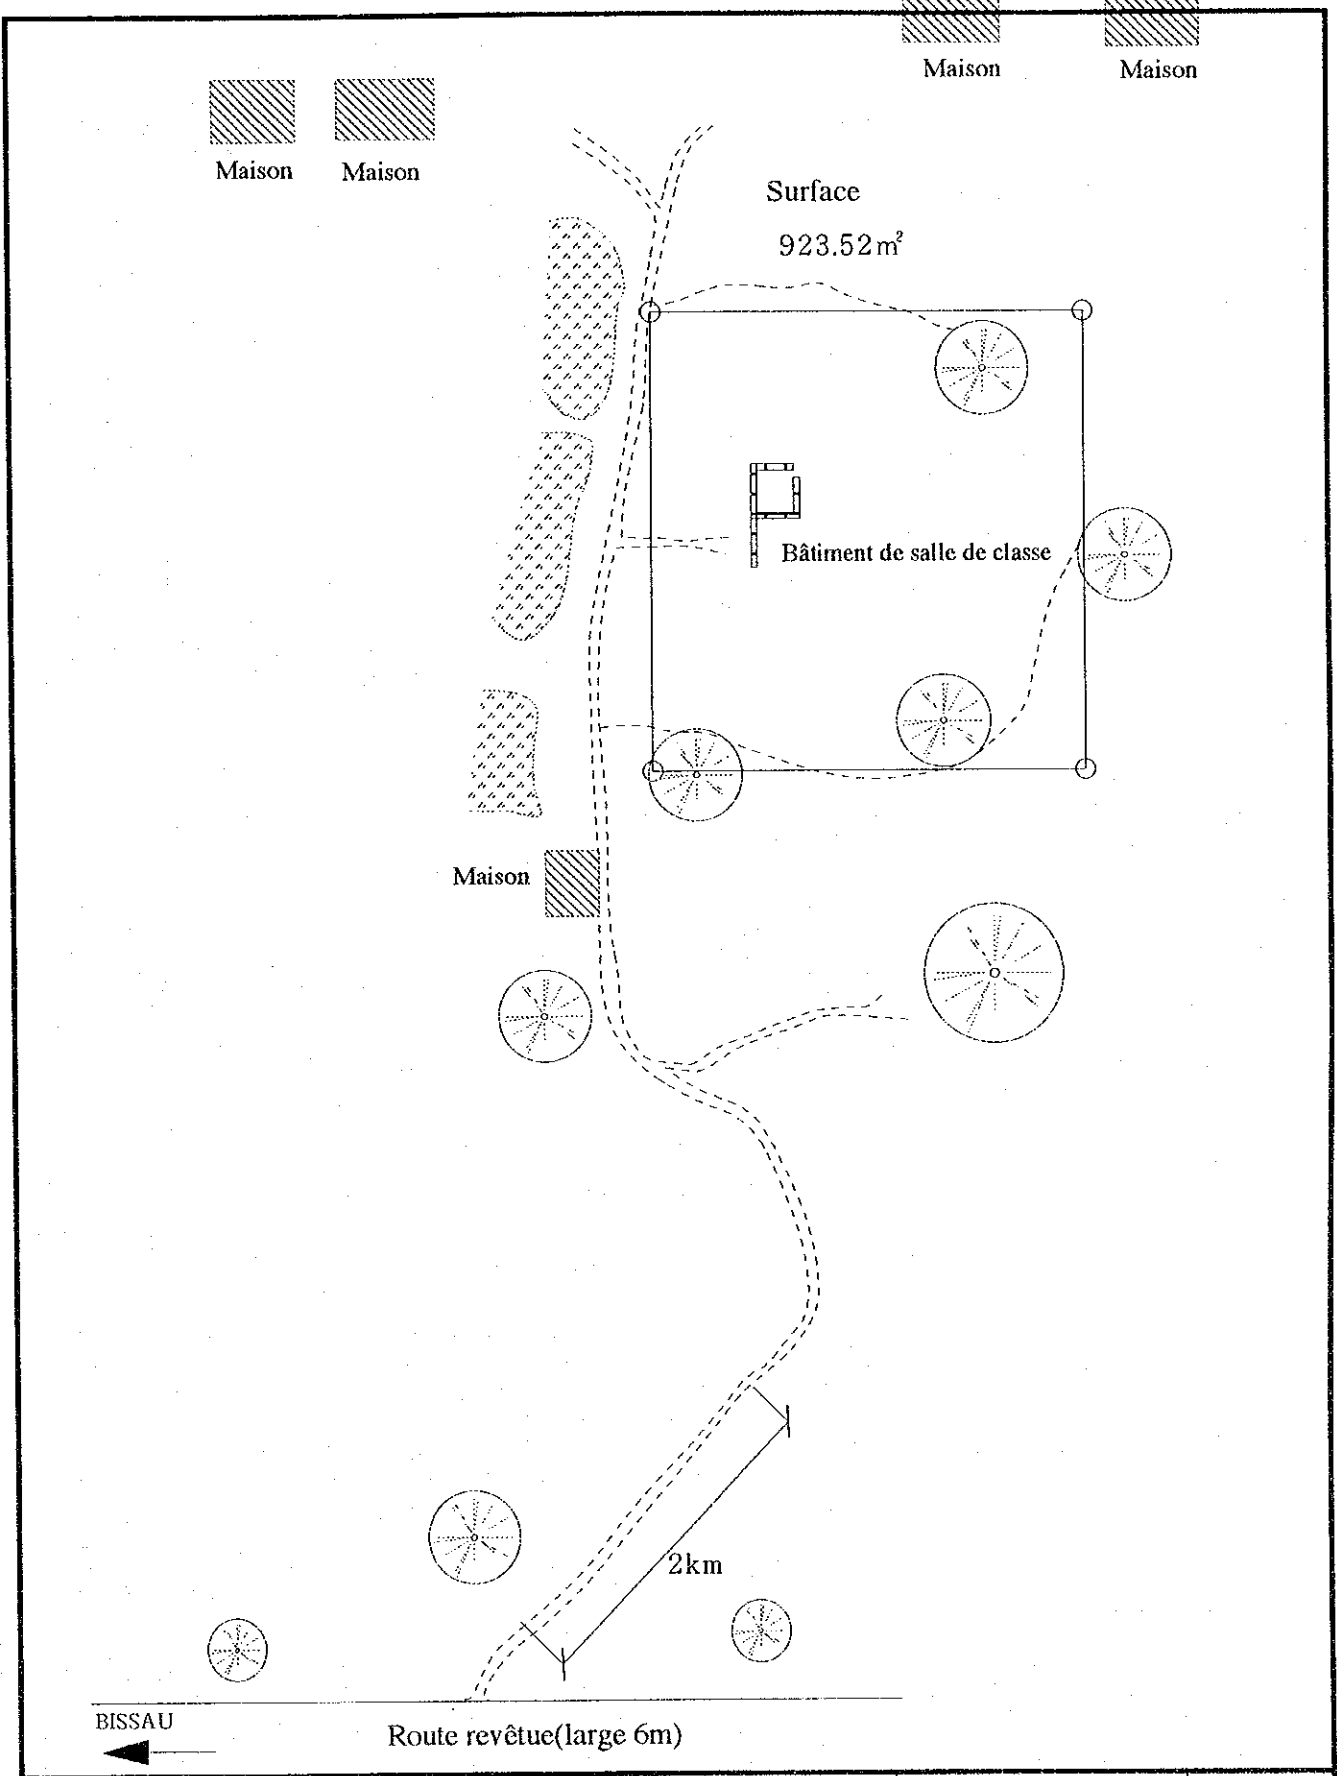 Maison
Maison
Maison
Maison
Surface
923.52㎡
Bâtiment de salle de classe
Maison
2km
BISSAU
Route revêtue(large 6m)